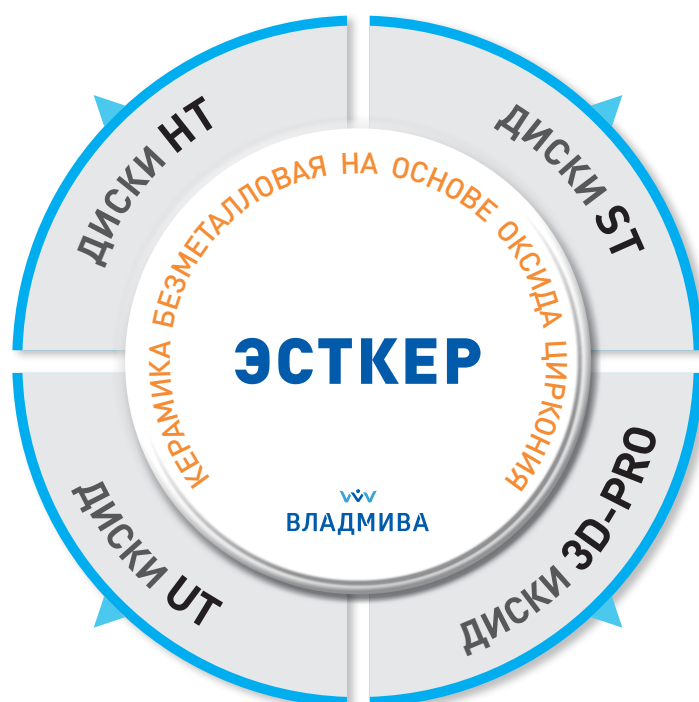 ДИСКИ HT
ДИСКИ ST
КЕРАМИКА БЕЗМЕТАЛЛОВАЯ НА ОСНОВЕ ОКСИДА ЦИРКОНИЯ
ЭСТКЕР
ВЛАДМИВА
ДИСКИ UT
ДИСКИ 3D-PRO